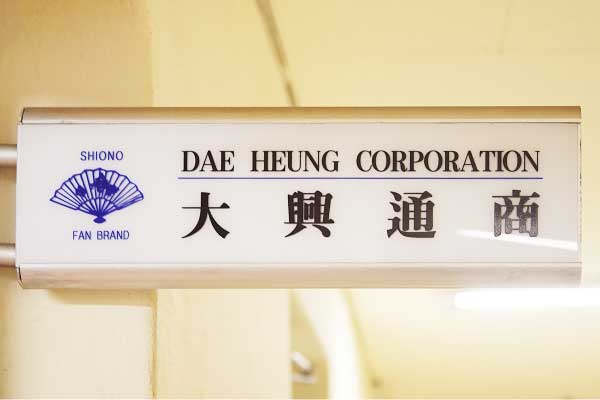 SHIONO
FAN BRAND
DAE HEUNG CORPORATION
大興通商